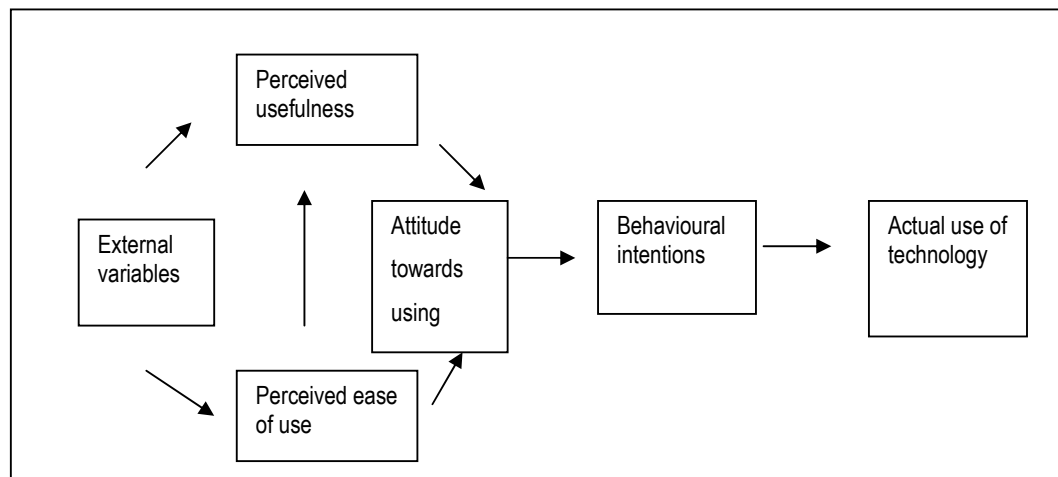 Perceived
usefulness
External
variables
Attitude
towards
using
Behavioural
intentions
Actual use of
technology
Perceived ease
of use